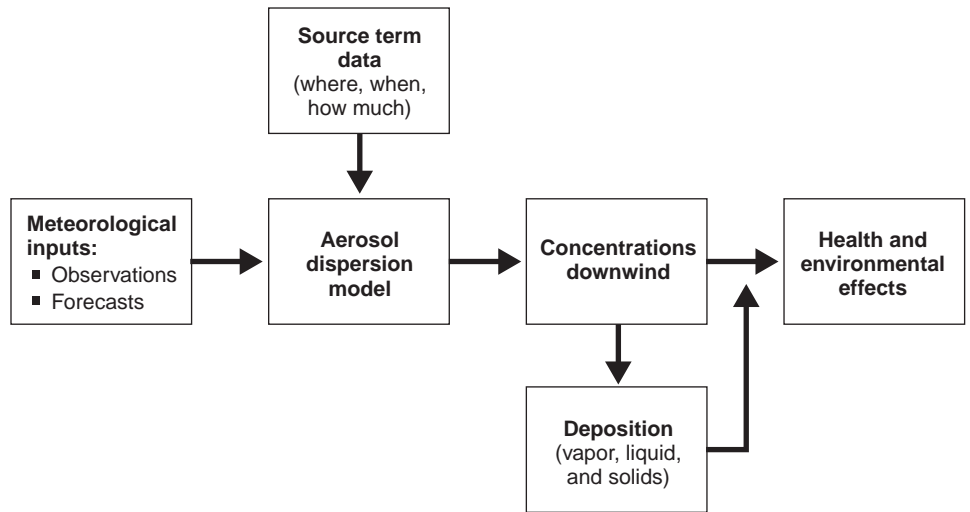 Source term
data
(where, when,
how much)
Meteorological
inputs:
▪ Observations
▪ Forecasts
Aerosol
dispersion
model
Concentrations
downwind
Health and
environmental
effects
Deposition
(vapor, liquid,
and solids)